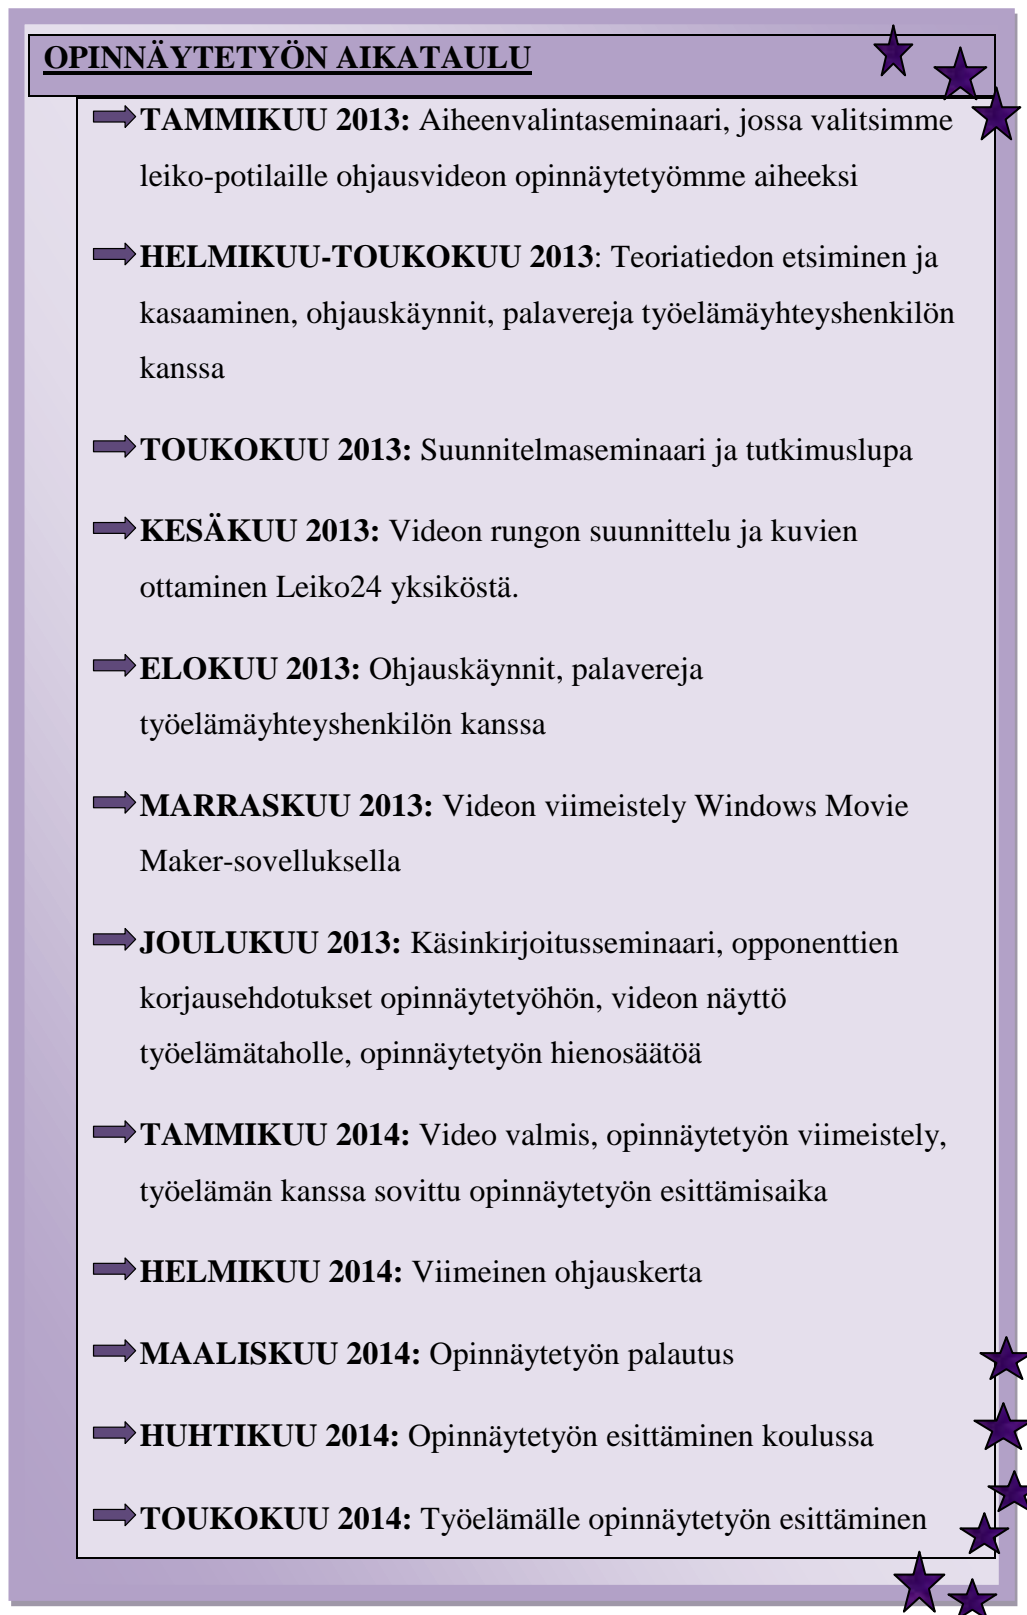 OPINNÄYTETYÖN AIKATAULU
TAMMIKUU 2013: Aiheenvalintaseminaari, jossa valitsimme
leiko-potilaille ohjausvideon opinnäytetyömme aiheeksi
HELMIKUU-TOUKOKUU 2013: Teoriatiedon etsiminen ja
kasaaminen, ohjauskäynnit, palavereja työelämäyhteyshenkilön
kanssa
TOUKOKUU 2013: Suunnitelmaseminaari ja tutkimuslupa
KESÄKUU 2013: Videon rungon suunnittelu ja kuvien
ottaminen Leiko24 yksiköstä.
ELOKUU 2013: Ohjauskäynnit, palavereja
työelämäyhteyshenkilön kanssa
MARRASKUU 2013: Videon viimeistely Windows Movie
Maker-sovelluksella
JOULUKUU 2013: Käsinkirjoitusseminaari, opponenttien
korjausehdotukset opinnäytetyöhön, videon näyttö
työelämätaholle, opinnäytetyön hienosäätöä
TAMMIKUU 2014: Video valmis, opinnäytetyön viimeistely,
työelämän kanssa sovittu opinnäytetyön esittämisaika
HELMIKUU 2014: Viimeinen ohjauskerta
MAALISKUU 2014: Opinnäytetyön palautus
HUHTIKUU 2014: Opinnäytetyön esittäminen koulussa
TOUKOKUU 2014: Työelämälle opinnäytetyön esittäminen